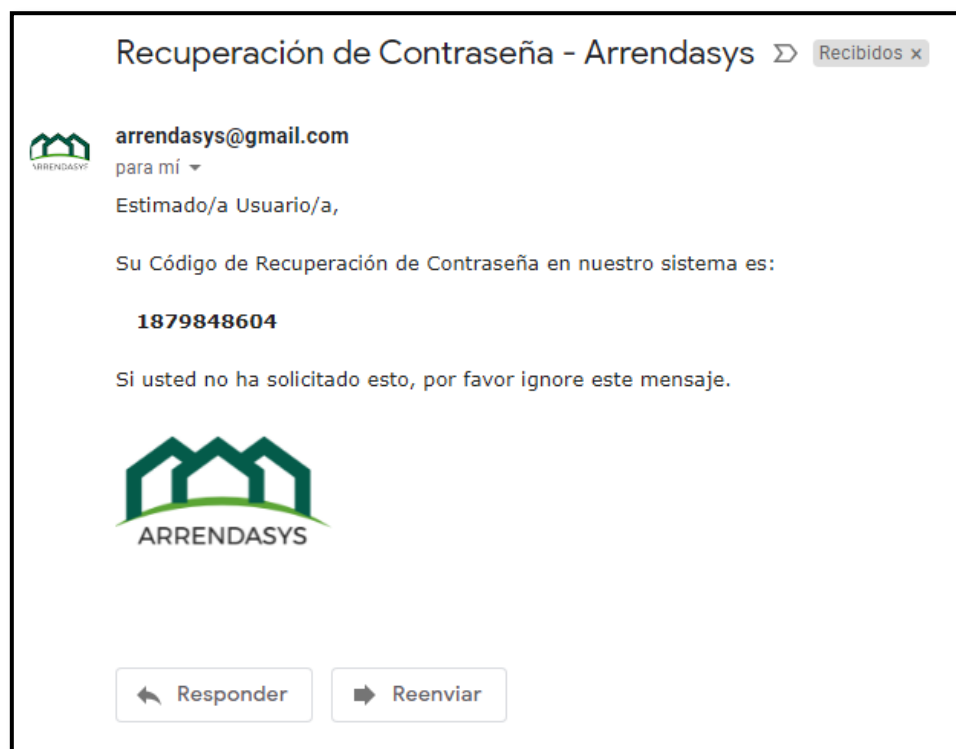 Recuperación de Contraseña - Arrendasys Recibidos x
arrendasys@gmail.com
ARRENDASYS
para mí
Estimado/a Usuario/a,
Su Código de Recuperación de Contraseña en nuestro sistema es:
1879848604
Si usted no ha solicitado esto, por favor ignore este mensaje.
ARRENDASYS
Responder Reenviar